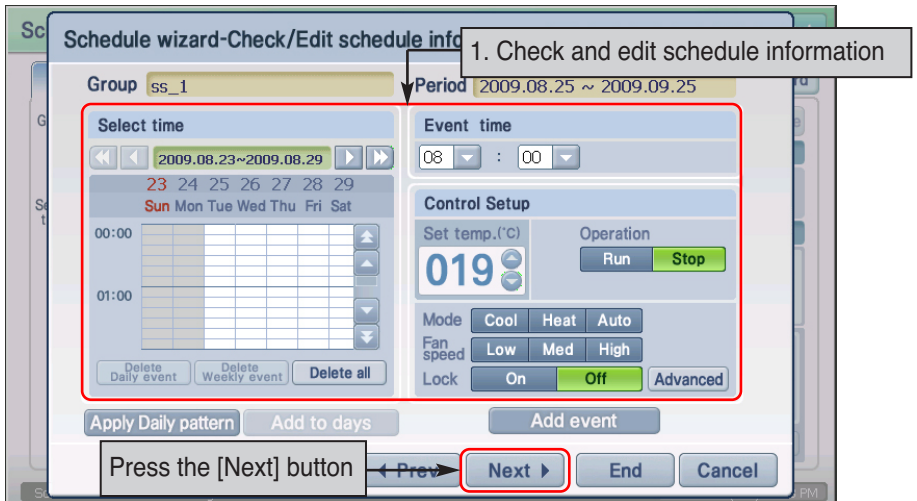 Sc
Schedule wizard-Check/Edit schedule info
1. Check and edit schedule information
Group ss_1
Period 2009.08.25 ~ 2009.09.25
Select time
2009.08.23~2009.08.29
23 24 25 26 27 28 29
Sun Mon Tue Wed Thu Fri Sat
00:00
01:00
Delete Daily event
Delete Weekly event
Delete all
Event time
08 : 00
Control Setup
Set temp.(°C)
Operation
019
Run Stop
Mode Cool Heat Auto
Fan speed Low Med High
Lock On Off Advanced
Apply Daily pattern
Add to days
Add event
Press the [Next] button
Prev
Next
End
Cancel
PM